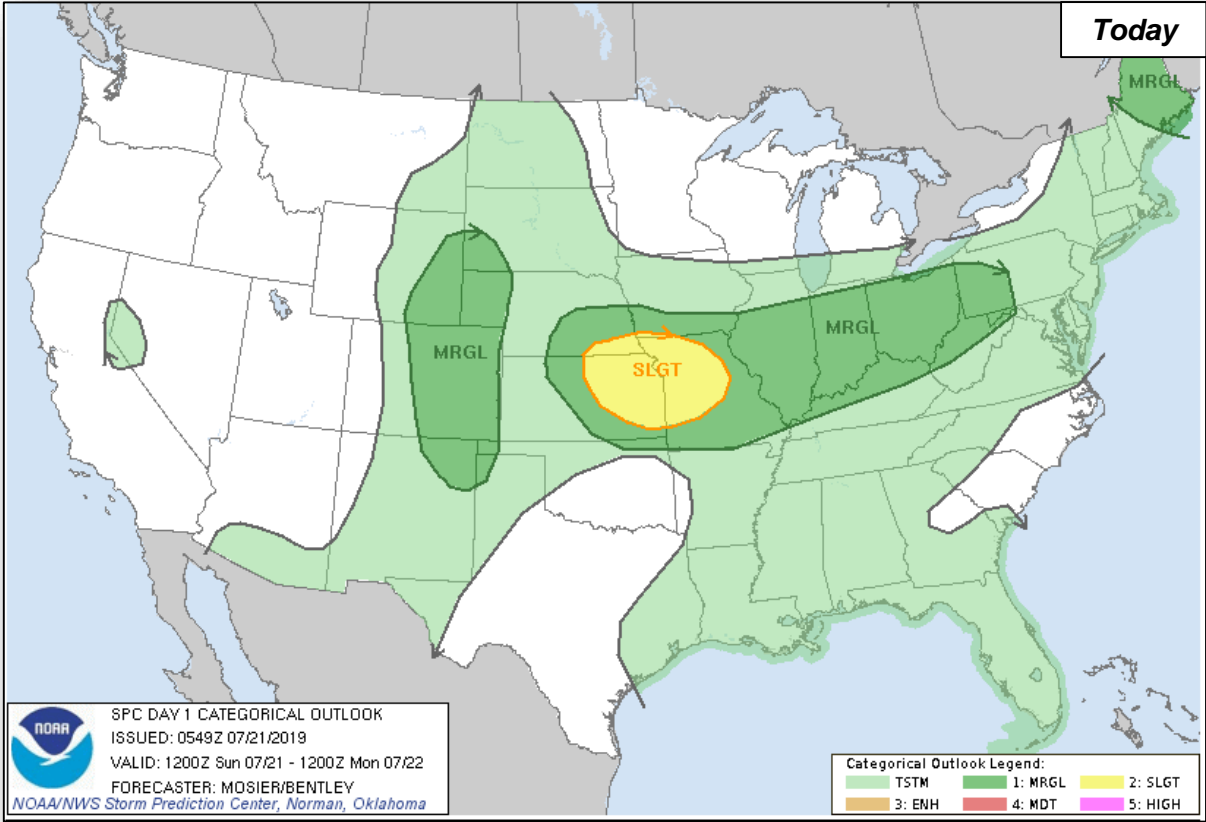 Today
MRGL
MRGL
MRGL
SLGT
NOAA
SPC DAY 1 CATEGORICAL OUTLOOK
ISSUED: 0549Z 07/21/2019
VALID: 1200Z Sun 07/21 - 1200Z Mon 07/22
FORECASTER: MOSIER/BENTLEY
NOAA/NWS Storm Prediction Center, Norman, Oklahoma
Categorical Outlook Legend:
TSTM 1: MRGL 2: SLGT
3: ENH 4: MDT 5: HIGH